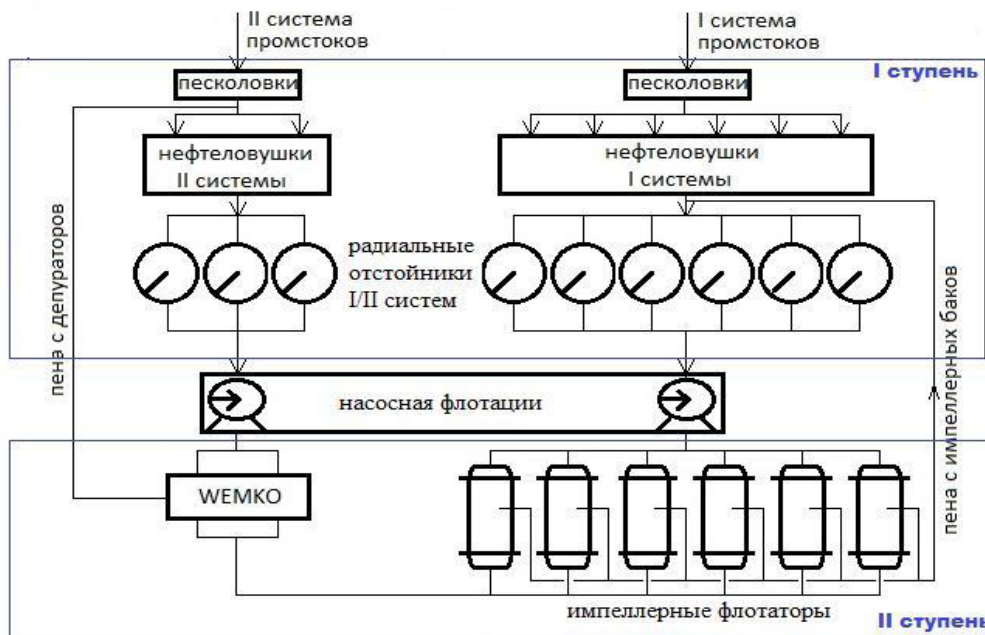 II система
промстоков
I система
промстоков
I ступень
песколовки
песколовки
нефтеловушки
II системы
нефтеловушки
I системы
радиальные
отстойники
I/II систем
пена с депураторов
пена с импеллерных баков
насосная флотации
WEMKO
импеллерные флотаторы
II ступень